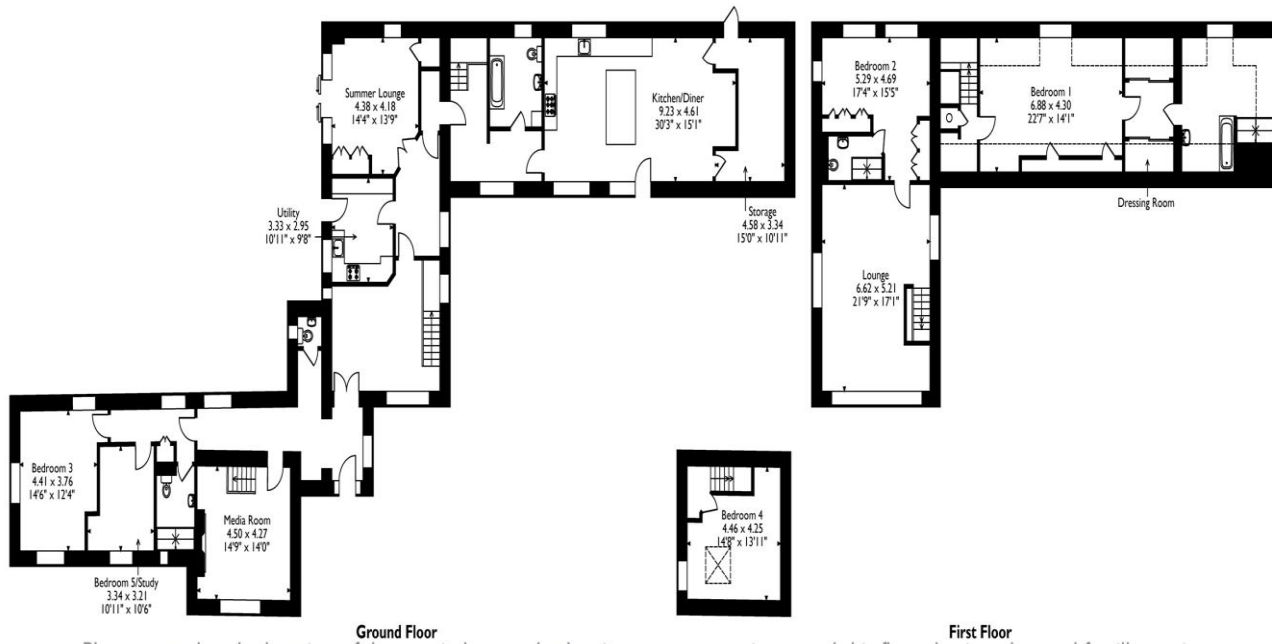 Summer Lounge
4.38 x 4.18
14'4" x 13'9"
Kitchen/Diner
9.23 x 4.61
30'3" x 15'1"
Utility
3.33 x 2.95
10'11" x 9'8"
Storage
4.58 x 3.34
15'0" x 10'11"
Bedroom 3
4.41 x 3.76
14'6" x 12'4"
Media Room
4.50 x 4.27
14'9" x 14'0"
Bedroom 5/Study
3.34 x 3.21
10'11" x 10'6"
Ground Floor
Bedroom 2
5.29 x 4.69
17'4" x 15'5"
Bedroom 1
6.88 x 4.30
22'7" x 14'1"
Dressing Room
Lounge
6.62 x 5.21
21'9" x 17'1"
Bedroom 4
4.46 x 4.25
14'8" x 13'11"
First Floor